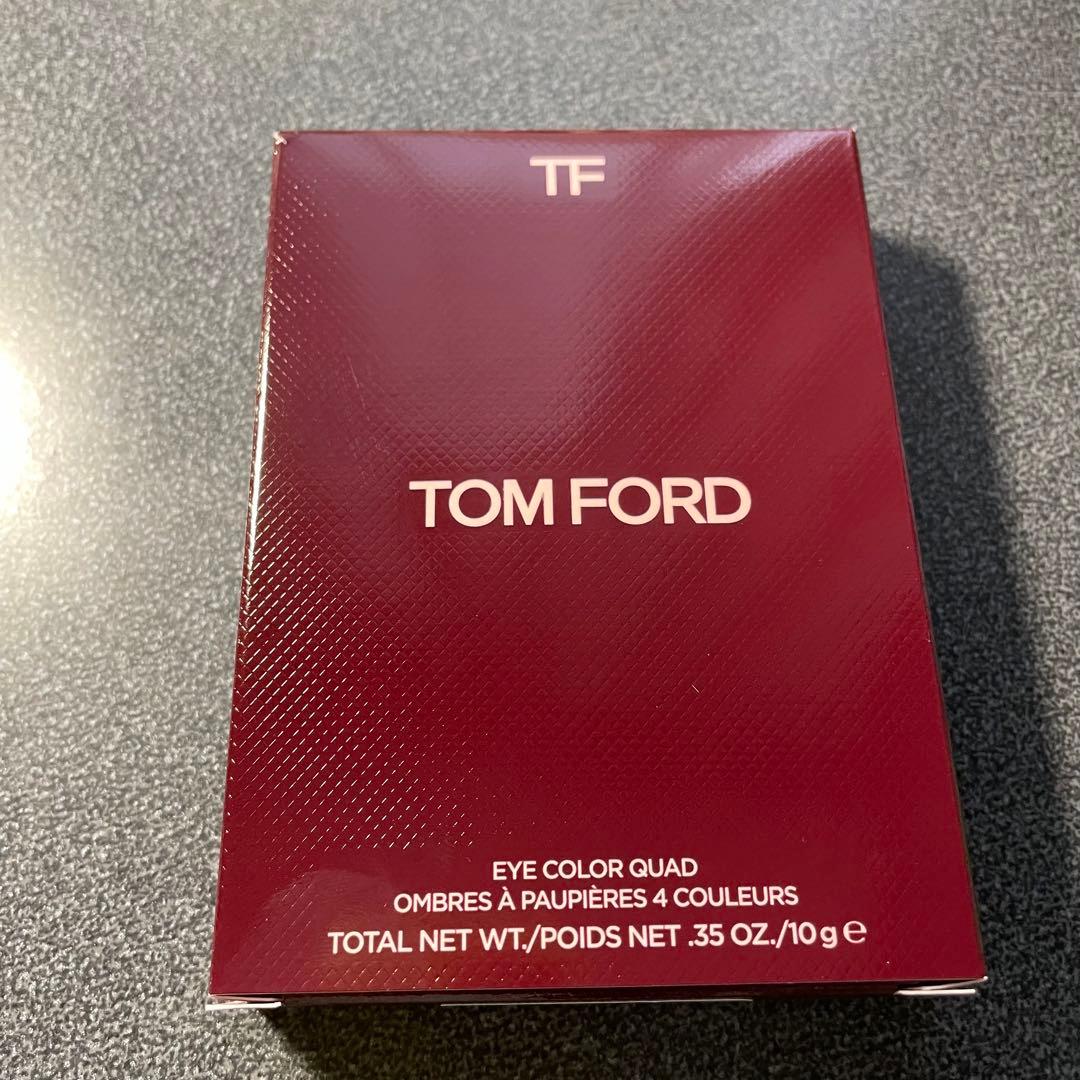 TF
TOM FORD
EYE COLOR QUAD
OMBRES À PAUPIÈRES 4 COULEURS
TOTAL NET WT./POIDS NET .35 OZ./10 g ℮